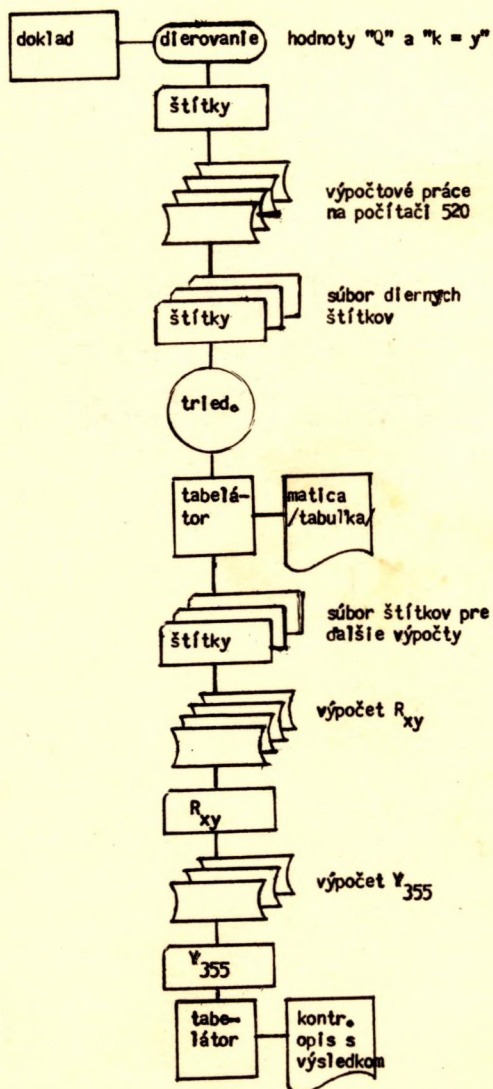 doklad
dierovanie
hodnoty "Q" a "k = y"
štítky
výpočtové práce
na počítači 520
súbor diernych
štítkov
štítky
tried.
tabelá-
tor
matica
/tabuľka/
súbor štítkov pre
ďalšie výpočty
štítky
výpočet Rxy
Rxy
výpočet Y355
Y355
tabe-
látor
kontr.
opis s
výsledkom